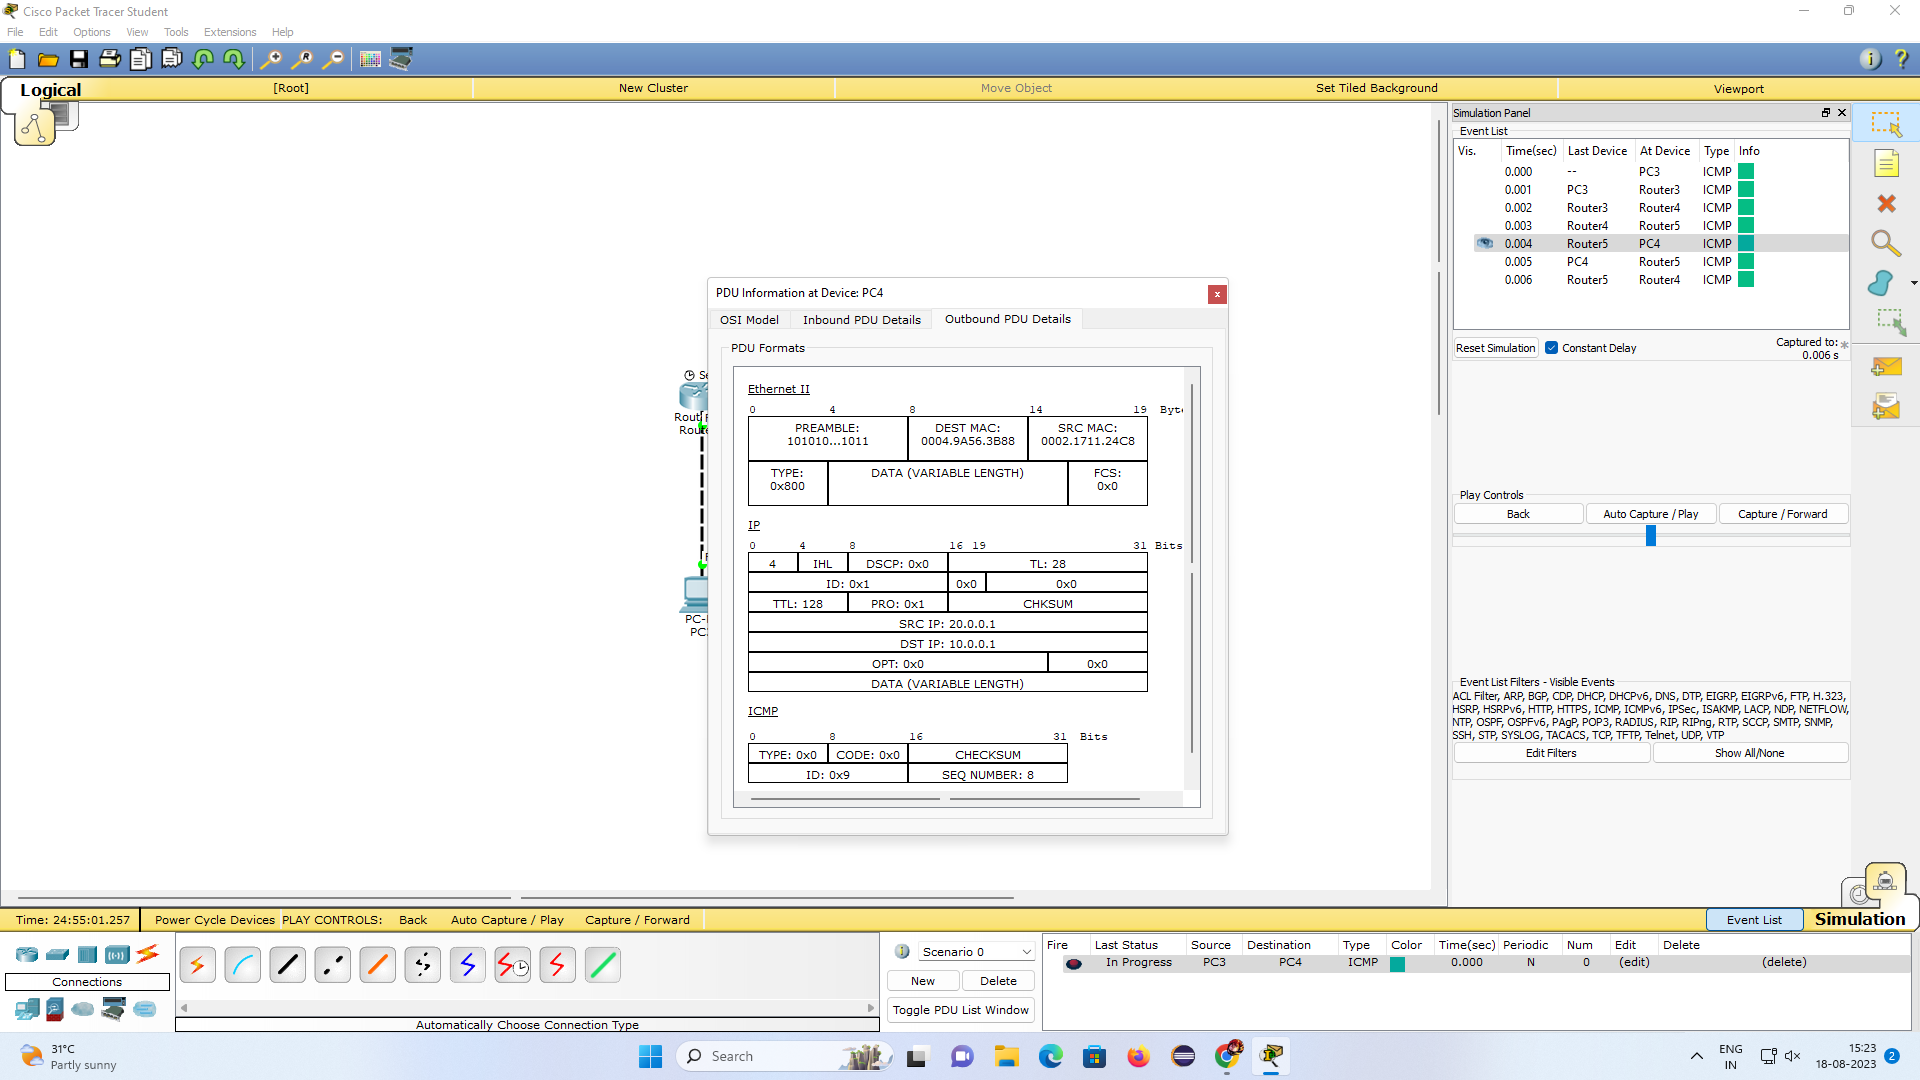 Cisco Packet Tracer Student
File Edit Options View Tools Extensions Help
Logical [Root] New Cluster Move Object Set Tiled Background Viewport
Simulation Panel
Event List
Vis. Time(sec) Last Device At Device Type Info
0.000 -- PC3 ICMP
0.001 PC3 Router3 ICMP
0.002 Router3 Router4 ICMP
0.003 Router4 Router5 ICMP
0.004 Router5 PC4 ICMP
0.005 PC4 Router5 ICMP
0.006 Router5 Router4 ICMP
Reset Simulation Constant Delay Captured to: *
0.006 s
Play Controls
Back Auto Capture / Play Capture / Forward
Event List Filters - Visible Events
ACL Filter, ARP, BGP, CDP, DHCP, DHCPv6, DNS, DTP, EIGRP, EIGRPv6, FTP, H.323,
HSRP, HSRPv6, HTTP, HTTPS, ICMP, ICMPv6, IPSec, ISAKMP, LACP, NDP, NETFLOW,
NTP, OSPF, OSPFv6, PAgP, POP3, RADIUS, RIP, RIPng, RTP, SCCP, SMTP, SNMP,
SSH, STP, SYSLOG, TACACS, TCP, TFTP, Telnet, UDP, VTP
Edit Filters Show All/None
Se
Rout
Route
PC-
PC
PDU Information at Device: PC4
OSI Model Inbound PDU Details Outbound PDU Details
PDU Formats
Ethernet II
0 4 8 14 19 Byte
PREAMBLE: DEST MAC: SRC MAC:
101010...1011 0004.9A56.3B88 0002.1711.24C8
TYPE: DATA (VARIABLE LENGTH) FCS:
0x800 0x0
IP
0 4 8 16 19 31 Bits
4 IHL DSCP: 0x0 TL: 28
ID: 0x1 0x0 0x0
TTL: 128 PRO: 0x1 CHKSUM
SRC IP: 20.0.0.1
DST IP: 10.0.0.1
OPT: 0x0 0x0
DATA (VARIABLE LENGTH)
ICMP
0 8 16 31 Bits
TYPE: 0x0 CODE: 0x0 CHECKSUM
ID: 0x9 SEQ NUMBER: 8
Time: 24:55:01.257 Power Cycle Devices PLAY CONTROLS: Back Auto Capture / Play Capture / Forward Event List Simulation
Connections
Automatically Choose Connection Type
Scenario 0
New Delete
Toggle PDU List Window
Fire Last Status Source Destination Type Color Time(sec) Periodic Num Edit Delete
In Progress PC3 PC4 ICMP 0.000 N 0 (edit) (delete)
31°C
Partly sunny
Search
ENG
IN
15:23
18-08-2023
2